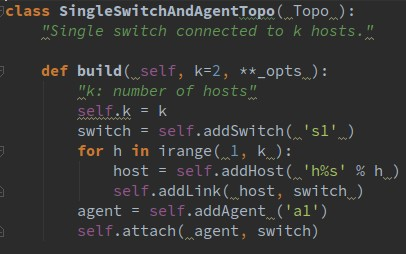 class SingleSwitchAndAgentTopo( Topo ):
    "Single switch connected to k hosts."

    def build( self, k=2, **_opts ):
        "k: number of hosts"
        self.k = k
        switch = self.addSwitch( 's1' )
        for h in irange( 1, k ):
            host = self.addHost( 'h%s' % h )
            self.addLink( host, switch )
        agent = self.addAgent ('a1')
        self.attach( agent, switch)